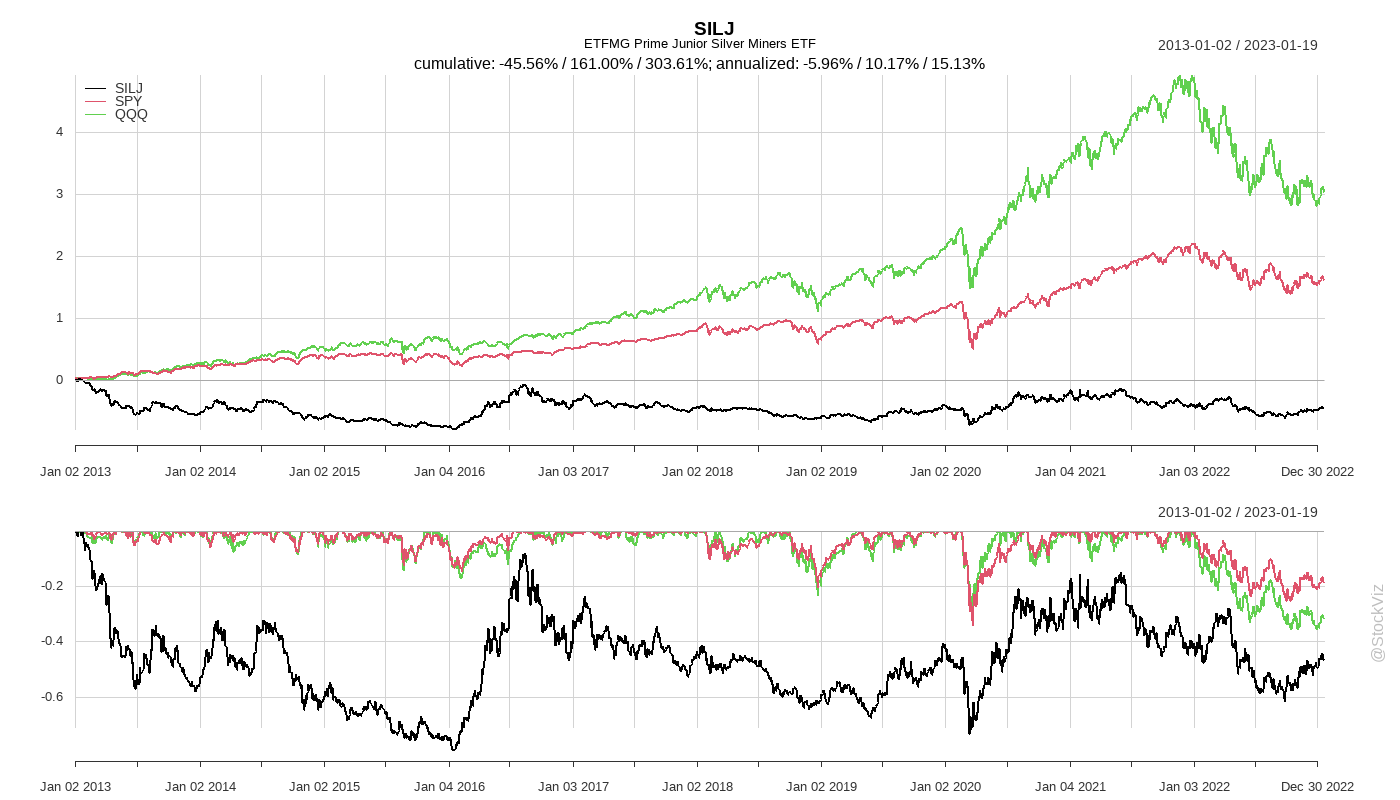 SILJ
ETFMG Prime Junior Silver Miners ETF
2013-01-02 / 2023-01-19
cumulative: -45.56% / 161.00% / 303.61%; annualized: -5.96% / 10.17% / 15.13%
SILJ
SPY
QQQ
4
3
2
1
0
Jan 02 2013 Jan 02 2014 Jan 02 2015 Jan 04 2016 Jan 03 2017 Jan 02 2018 Jan 02 2019 Jan 02 2020 Jan 04 2021 Jan 03 2022 Dec 30 2022
2013-01-02 / 2023-01-19
-0.2
-0.4
-0.6
Jan 02 2013 Jan 02 2014 Jan 02 2015 Jan 04 2016 Jan 03 2017 Jan 02 2018 Jan 02 2019 Jan 02 2020 Jan 04 2021 Jan 03 2022 Dec 30 2022
@StockViz